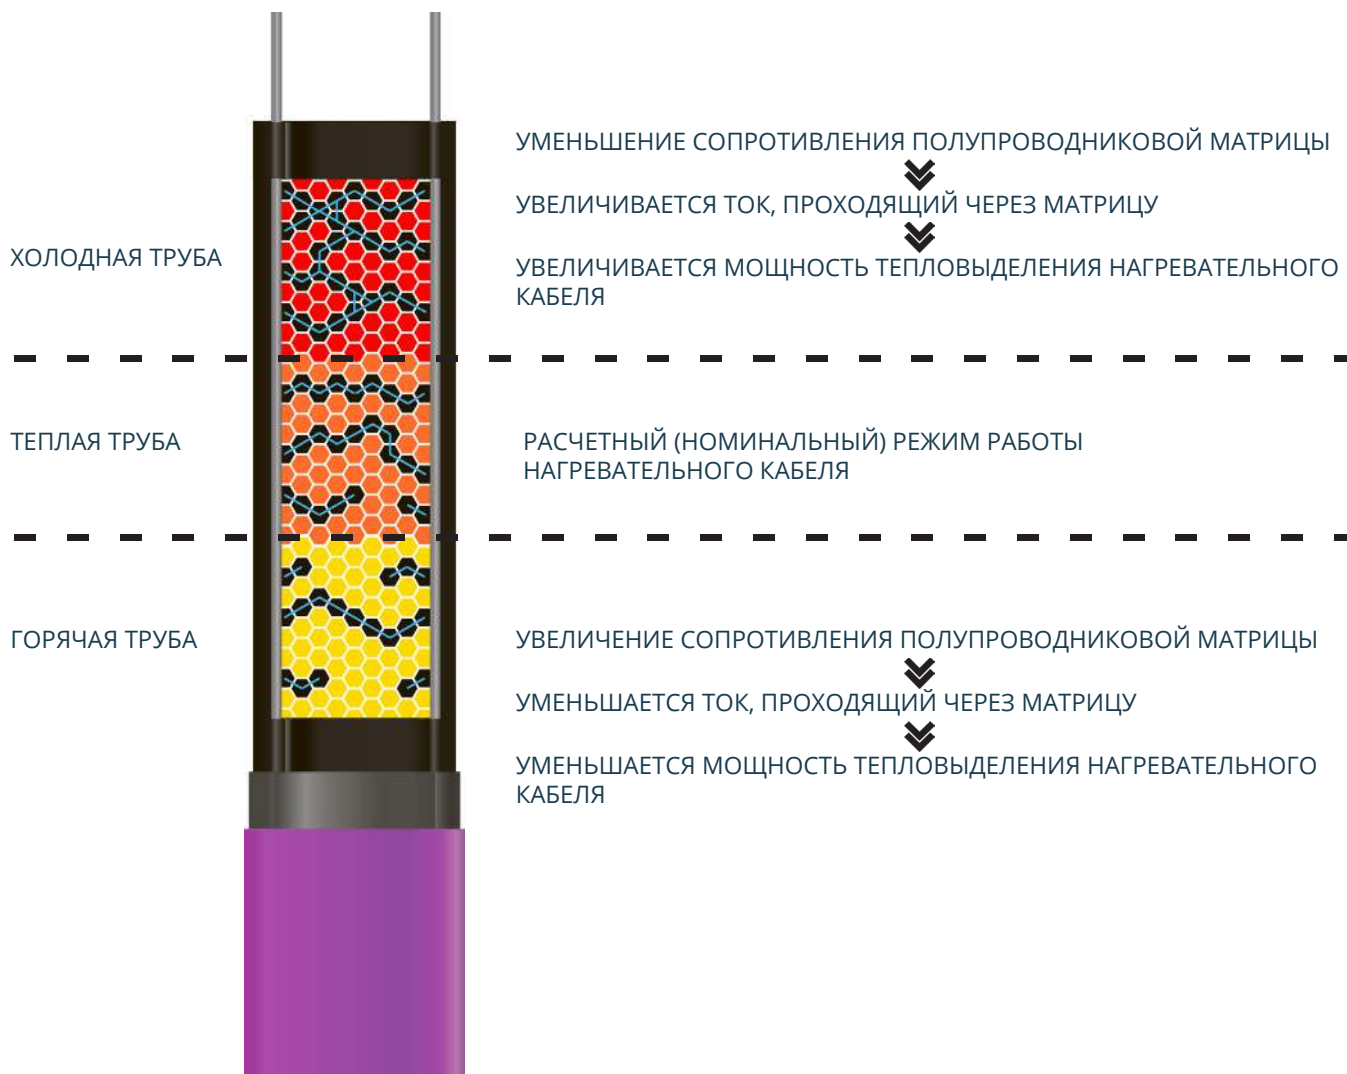 УМЕНЬШЕНИЕ СОПРОТИВЛЕНИЯ ПОЛУПРОВОДНИКОВОЙ МАТРИЦЫ
УВЕЛИЧИВАЕТСЯ ТОК, ПРОХОДЯЩИЙ ЧЕРЕЗ МАТРИЦУ
ХОЛОДНАЯ ТРУБА
УВЕЛИЧИВАЕТСЯ МОЩНОСТЬ ТЕПЛОВЫДЕЛЕНИЯ НАГРЕВАТЕЛЬНОГО
КАБЕЛЯ
ТЕПЛАЯ ТРУБА
РАСЧЕТНЫЙ (НОМИНАЛЬНЫЙ) РЕЖИМ РАБОТЫ
НАГРЕВАТЕЛЬНОГО КАБЕЛЯ
ГОРЯЧАЯ ТРУБА
УВЕЛИЧЕНИЕ СОПРОТИВЛЕНИЯ ПОЛУПРОВОДНИКОВОЙ МАТРИЦЫ
УМЕНЬШАЕТСЯ ТОК, ПРОХОДЯЩИЙ ЧЕРЕЗ МАТРИЦУ
УМЕНЬШАЕТСЯ МОЩНОСТЬ ТЕПЛОВЫДЕЛЕНИЯ НАГРЕВАТЕЛЬНОГО
КАБЕЛЯ